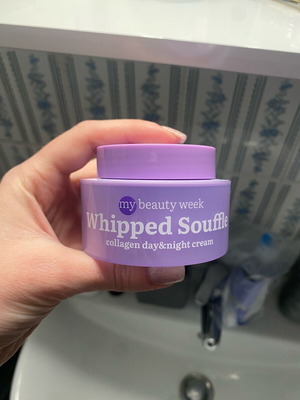 my beauty week
Whipped Souffle
collagen day&night cream